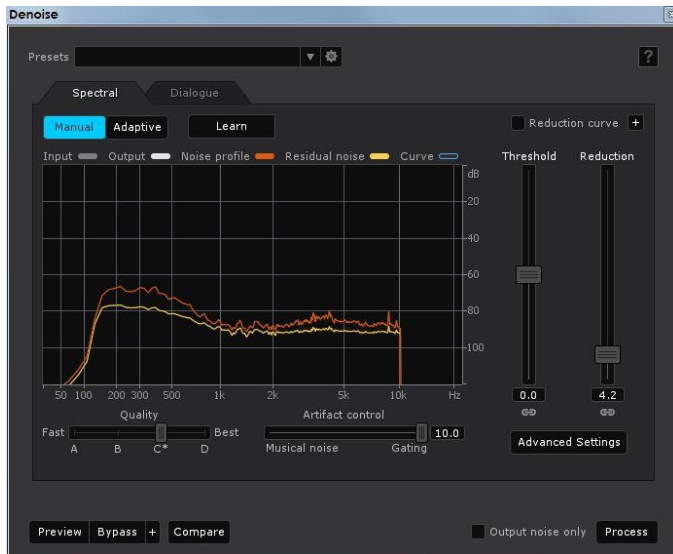 Denoise
Presets ?
Spectral Dialogue
Manual Adaptive Learn Reduction curve +
Input Output Noise profile Residual noise Curve Threshold Reduction
dB
-20
-40
-60
-80
-100
50 100 200 300 500 1k 2k 5k 10k Hz
0.0 4.2
Quality Artifact control
Fast Best 10.0
A B C* D Musical noise Gating
Advanced Settings
Preview Bypass + Compare Output noise only Process